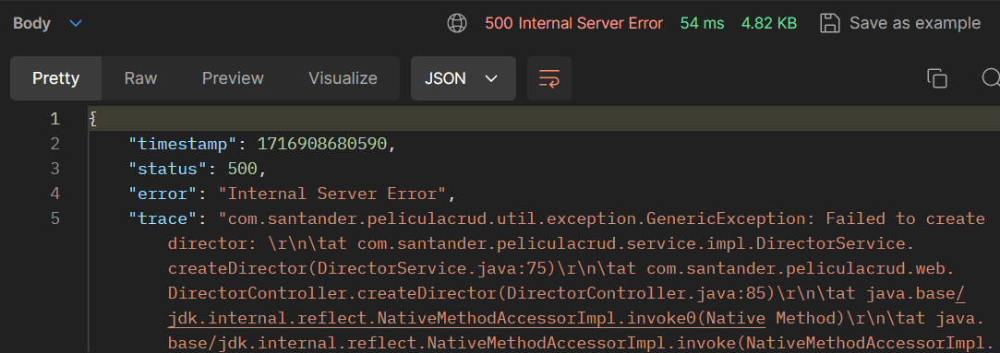 Body 500 Internal Server Error 54 ms 4.82 KB Save as example
Pretty Raw Preview Visualize JSON
1 {
2 "timestamp": 1716908680590,
3 "status": 500,
4 "error": "Internal Server Error",
5 "trace": "com.santander.peliculacrud.util.exception.GenericException: Failed to create
director: \r\n\tat com.santander.peliculacrud.service.impl.DirectorService.
createDirector(DirectorService.java:75)\r\n\tat com.santander.peliculacrud.web.
DirectorController.createDirector(DirectorController.java:85)\r\n\tat java.base/
jdk.internal.reflect.NativeMethodAccessorImpl.invoke0(Native Method)\r\n\tat java.
base/jdk.internal.reflect.NativeMethodAccessorImpl.invoke(NativeMethodAccessorImpl.